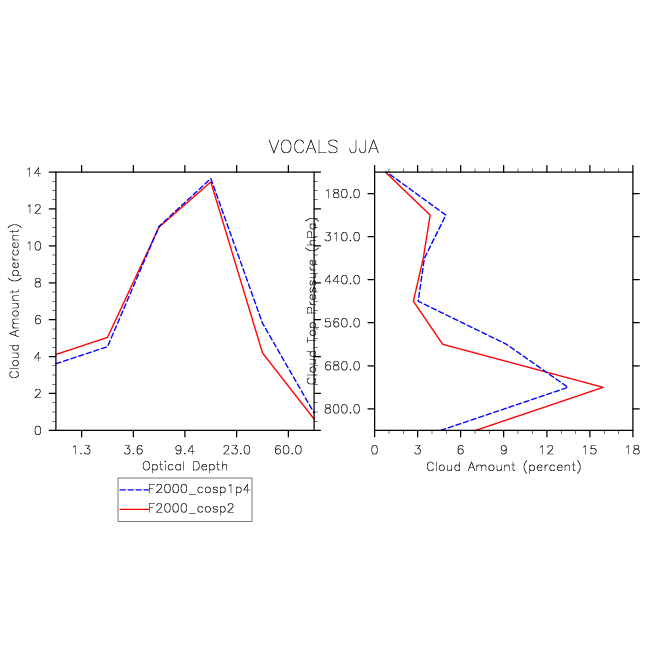 VOCALS JJA
Cloud Amount (percent)
14
12
10
8
6
4
2
0
1.3 3.6 9.4 23.0 60.0
Optical Depth
Cloud Top Pressure (hPa)
180.0
310.0
440.0
560.0
680.0
800.0
0 3 6 9 12 15 18
Cloud Amount (percent)
F2000_cosp1p4
F2000_cosp2